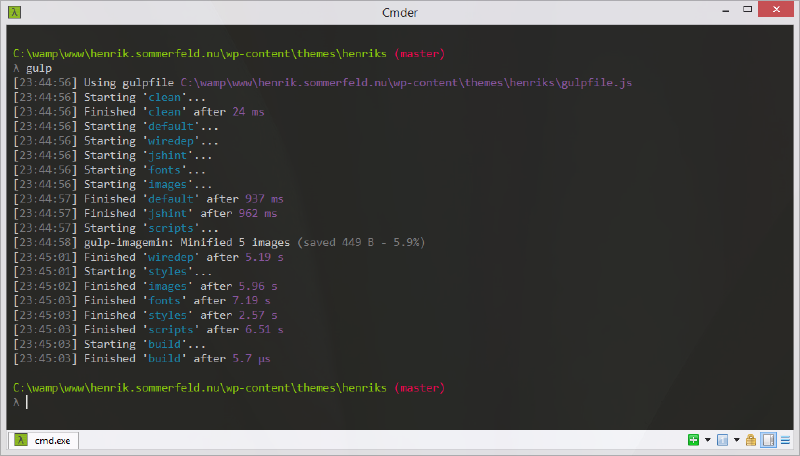 Cmder
C:\wamp\www\henrik.sommerfeld.nu\wp-content\themes\henriks (master)
λ gulp
[23:44:56] Using gulpfile C:\wamp\www\henrik.sommerfeld.nu\wp-content\themes\henriks\gulpfile.js
[23:44:56] Starting 'clean'...
[23:44:56] Finished 'clean' after 24 ms
[23:44:56] Starting 'default'...
[23:44:56] Starting 'wiredep'...
[23:44:56] Starting 'jshint'...
[23:44:56] Starting 'fonts'...
[23:44:56] Starting 'images'...
[23:44:57] Finished 'default' after 937 ms
[23:44:57] Finished 'jshint' after 962 ms
[23:44:57] Starting 'scripts'...
[23:44:58] gulp-imagemin: Minified 5 images (saved 449 B - 5.9%)
[23:45:01] Finished 'wiredep' after 5.19 s
[23:45:01] Starting 'styles'...
[23:45:02] Finished 'images' after 5.96 s
[23:45:03] Finished 'fonts' after 7.19 s
[23:45:03] Finished 'styles' after 2.57 s
[23:45:03] Finished 'scripts' after 6.51 s
[23:45:03] Starting 'build'...
[23:45:03] Finished 'build' after 5.7 μs
C:\wamp\www\henrik.sommerfeld.nu\wp-content\themes\henriks (master)
λ
λ cmd.exe